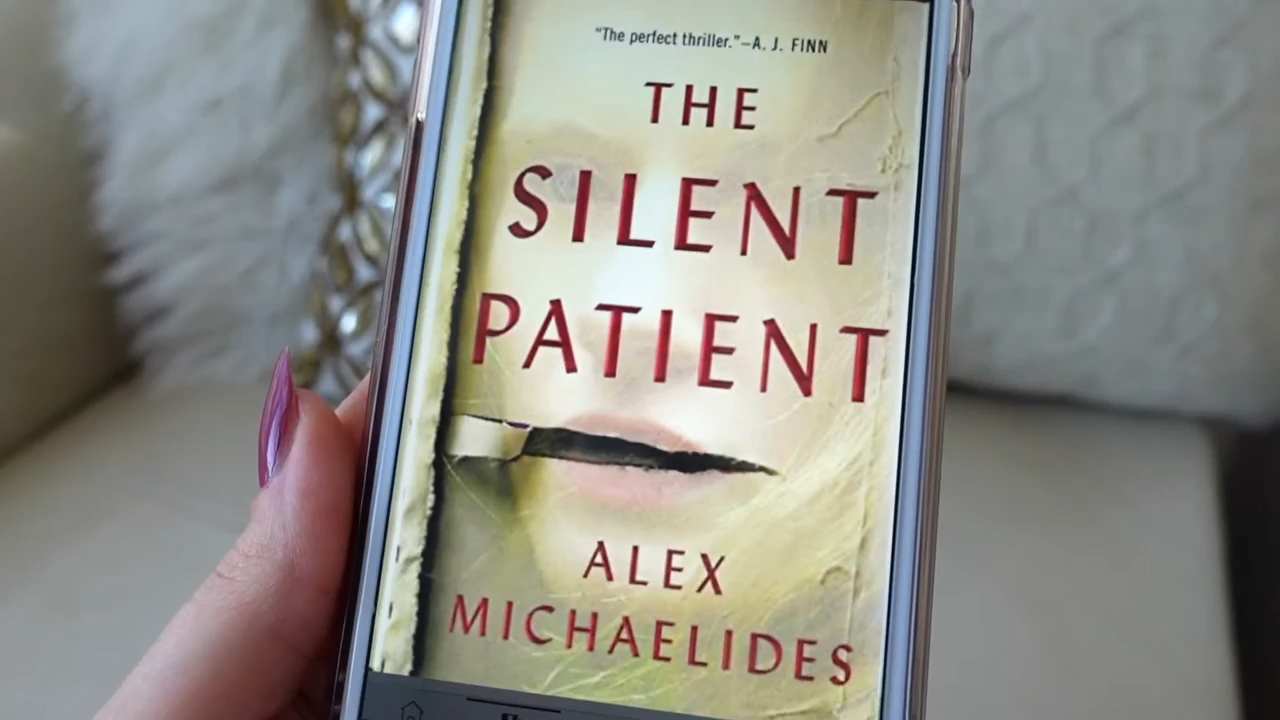 "The perfect thriller."—A. J. FINN
THE
SILENT
PATIENT
ALEX
MICHAELIDES